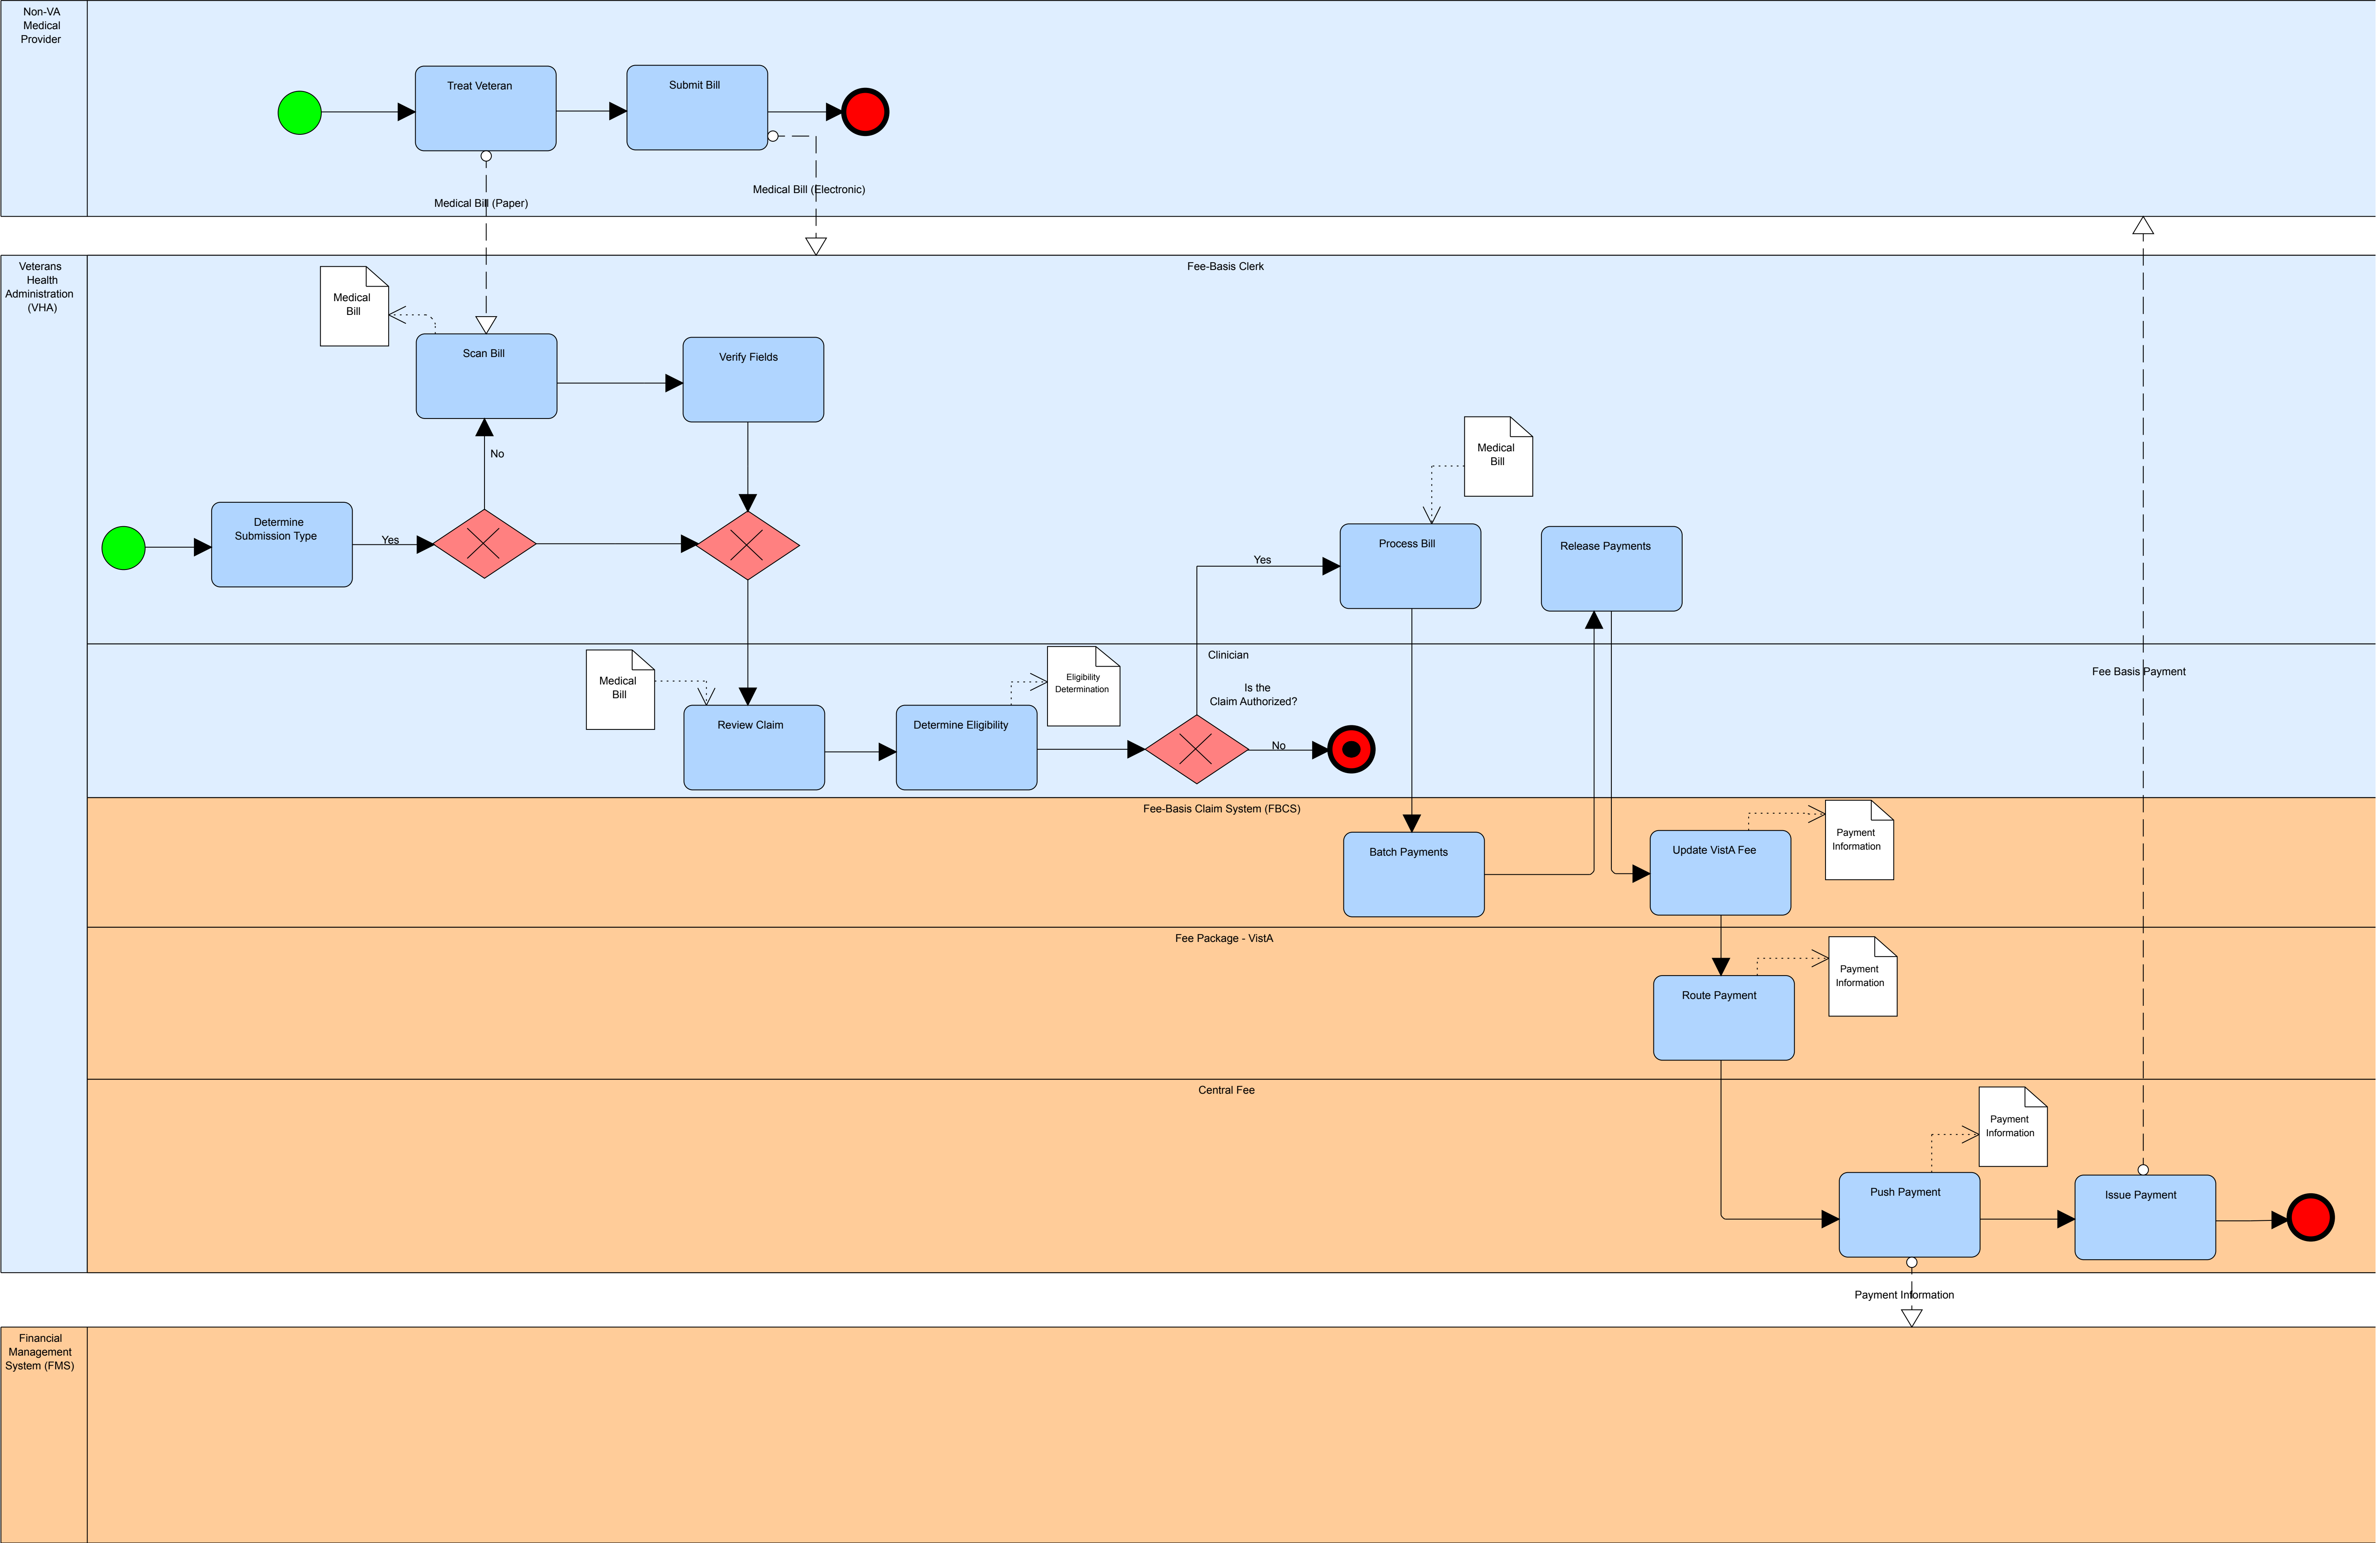 Non-VA
Medical
Provider
Treat Veteran
Submit Bill
Medical Bill (Electronic)
Medical Bill (Paper)
Veterans
Health
Administration
(VHA)
Fee-Basis Clerk
Medical
Bill
Scan Bill
Verify Fields
No
Medical
Bill
Determine
Submission Type
Yes
Yes
Process Bill
Release Payments
Clinician
Medical
Bill
Eligibility
Determination
Is the
Claim Authorized?
Fee Basis Payment
Review Claim
Determine Eligibility
No
Fee-Basis Claim System (FBCS)
Batch Payments
Update VistA Fee
Payment
Information
Fee Package - VistA
Route Payment
Payment
Information
Central Fee
Payment
Information
Push Payment
Issue Payment
Payment Information
Financial
Management
System (FMS)